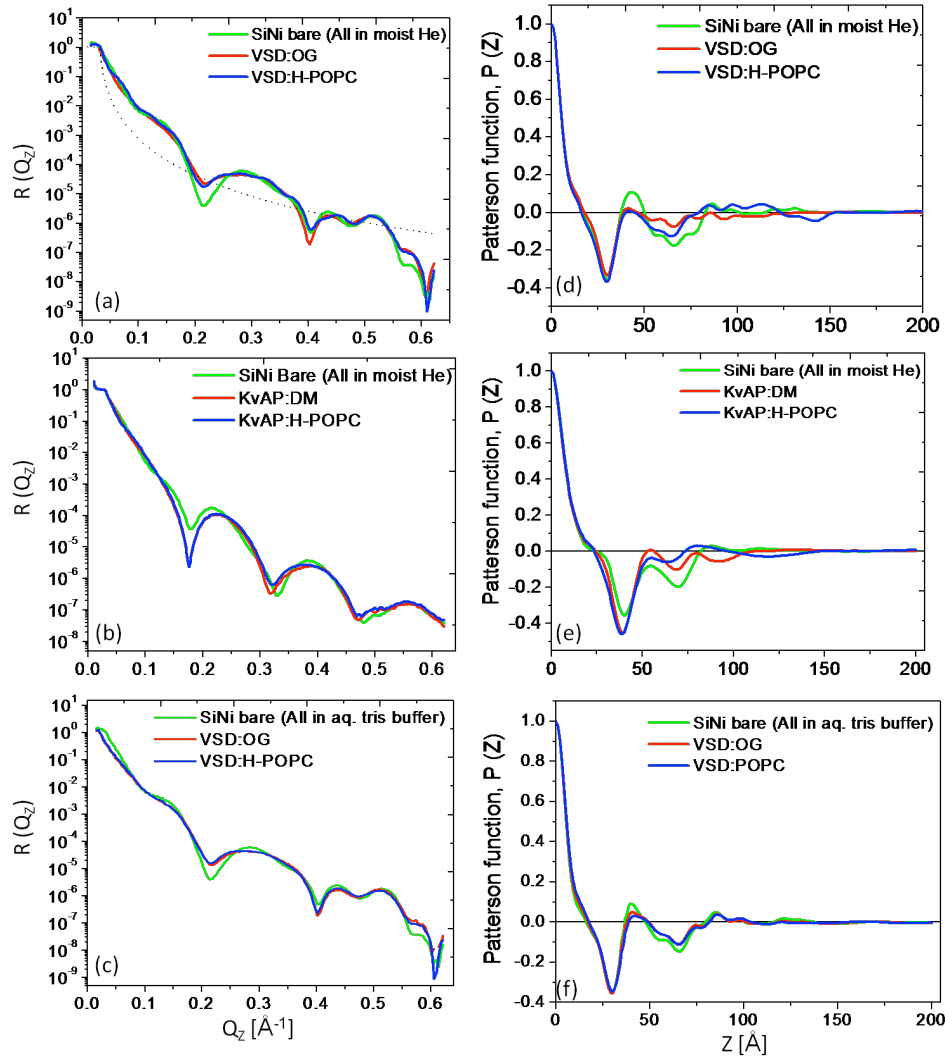 SiNi bare (All in moist He)
VSD:OG
VSD:H-POPC
R (Q_Z)
10^1
10^0
10^-1
10^-2
10^-3
10^-4
10^-5
10^-6
10^-7
10^-8
10^-9
(a)
0.0 0.1 0.2 0.3 0.4 0.5 0.6
SiNi bare (All in moist He)
VSD:OG
VSD:H-POPC
Patterson function, P (Z)
1.0
0.8
0.6
0.4
0.2
0.0
−0.2
−0.4
(d)
0 50 100 150 200
SiNi Bare (All in moist He)
KvAP:DM
KvAP:H-POPC
R (Q_Z)
10^1
10^0
10^-1
10^-2
10^-3
10^-4
10^-5
10^-6
10^-7
10^-8
(b)
0.0 0.1 0.2 0.3 0.4 0.5 0.6
SiNi bare (All in moist He)
KvAP:DM
KvAP:H-POPC
Patterson function, P (Z)
1.0
0.8
0.6
0.4
0.2
0.0
−0.2
−0.4
(e)
0 50 100 150 200
SiNi bare (All in aq. tris buffer)
VSD:OG
VSD:H-POPC
R (Q_Z)
10^1
10^0
10^-1
10^-2
10^-3
10^-4
10^-5
10^-6
10^-7
10^-8
10^-9
(c)
0.0 0.1 0.2 0.3 0.4 0.5 0.6
Q_Z [Å^-1]
SiNi bare (All in aq. tris buffer)
VSD:OG
VSD:POPC
Patterson function, P (Z)
1.0
0.8
0.6
0.4
0.2
0.0
−0.2
−0.4
(f)
0 50 100 150 200
Z [Å]